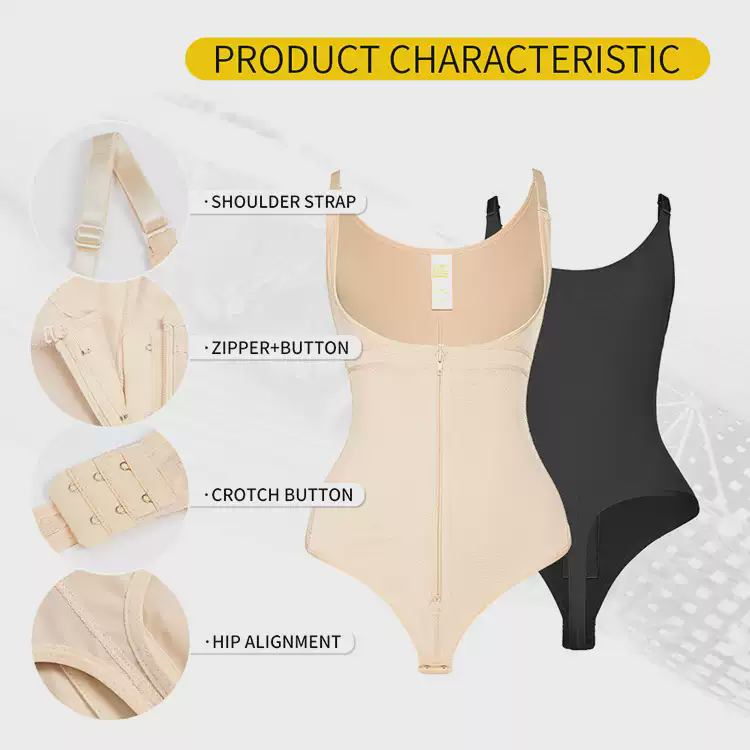 PRODUCT CHARACTERISTIC
· SHOULDER STRAP
· ZIPPER+BUTTON
· CROTCH BUTTON
· HIP ALIGNMENT